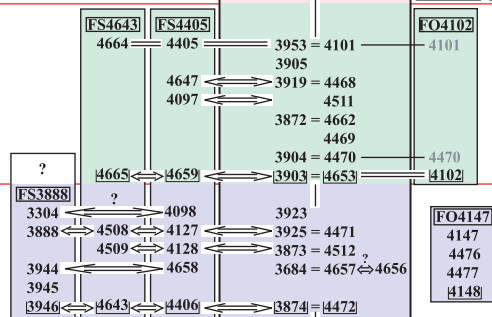 FS4643 FS4405 FO4102
4664 4405 3953 = 4101 4101
3905
4647 3919 = 4468
4097 4511
3872 = 4662
4469
3904 = 4470 4470
? 4665 4659 3903 = 4653 4102
FS3888 ?
3304 4098 3923 FO4147
3888 4508 4127 3925 = 4471 4147
4509 4128 3873 = 4512 4476
3944 4658 3684 = 4657 ? 4656 4477
3945 4148
3946 4643 4406 3874 = 4472